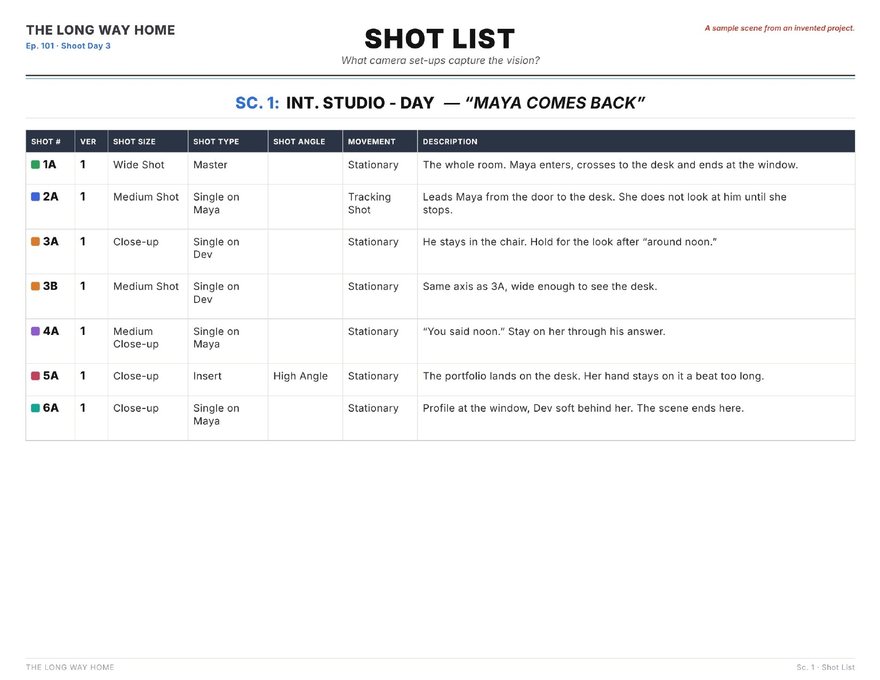 THE LONG WAY HOME
Ep. 101 · Shoot Day 3
SHOT LIST
What camera set-ups capture the vision?
A sample scene from an invented project.
SC. 1: INT. STUDIO - DAY — “MAYA COMES BACK”
SHOT # VER SHOT SIZE SHOT TYPE SHOT ANGLE MOVEMENT DESCRIPTION
1A 1 Wide Shot Master Stationary The whole room. Maya enters, crosses to the desk and ends at the window.
2A 1 Medium Shot Single on Tracking Leads Maya from the door to the desk. She does not look at him until she
Maya Shot stops.
3A 1 Close-up Single on Stationary He stays in the chair. Hold for the look after “around noon.”
Dev
3B 1 Medium Shot Single on Stationary Same axis as 3A, wide enough to see the desk.
Dev
4A 1 Medium Single on Stationary “You said noon.” Stay on her through his answer.
Close-up Maya
5A 1 Close-up Insert High Angle Stationary The portfolio lands on the desk. Her hand stays on it a beat too long.
6A 1 Close-up Single on Stationary Profile at the window, Dev soft behind her. The scene ends here.
Maya
THE LONG WAY HOME
Sc. 1 · Shot List